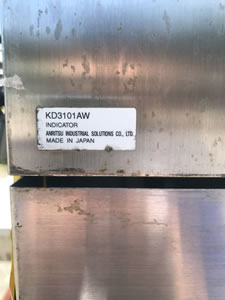 KD3101AW
INDICATOR
ANRITSU INDUSTRIAL SOLUTIONS CO., LTD.
MADE IN JAPAN